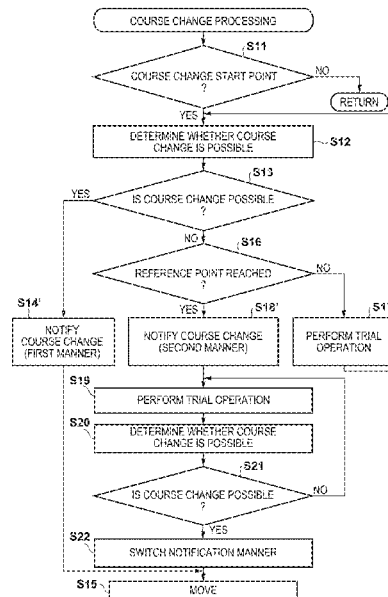 COURSE CHANGE PROCESSING
S11
COURSE CHANGE START POINT
?
NO
RETURN
YES
DETERMINE WHETHER COURSE
CHANGE IS POSSIBLE
S12
S13
YES
IS COURSE CHANGE POSSIBLE
?
NO
S16
REFERENCE POINT REACHED
?
NO
YES
S14'
NOTIFY
COURSE CHANGE
(FIRST MANNER)
S18'
NOTIFY COURSE CHANGE
(SECOND MANNER)
PERFORM TRIAL
OPERATION
S19
PERFORM TRIAL OPERATION
S20
DETERMINE WHETHER COURSE
CHANGE IS POSSIBLE
S21
IS COURSE CHANGE POSSIBLE
?
NO
YES
S22
SWITCH NOTIFICATION MANNER
S15
MOVE